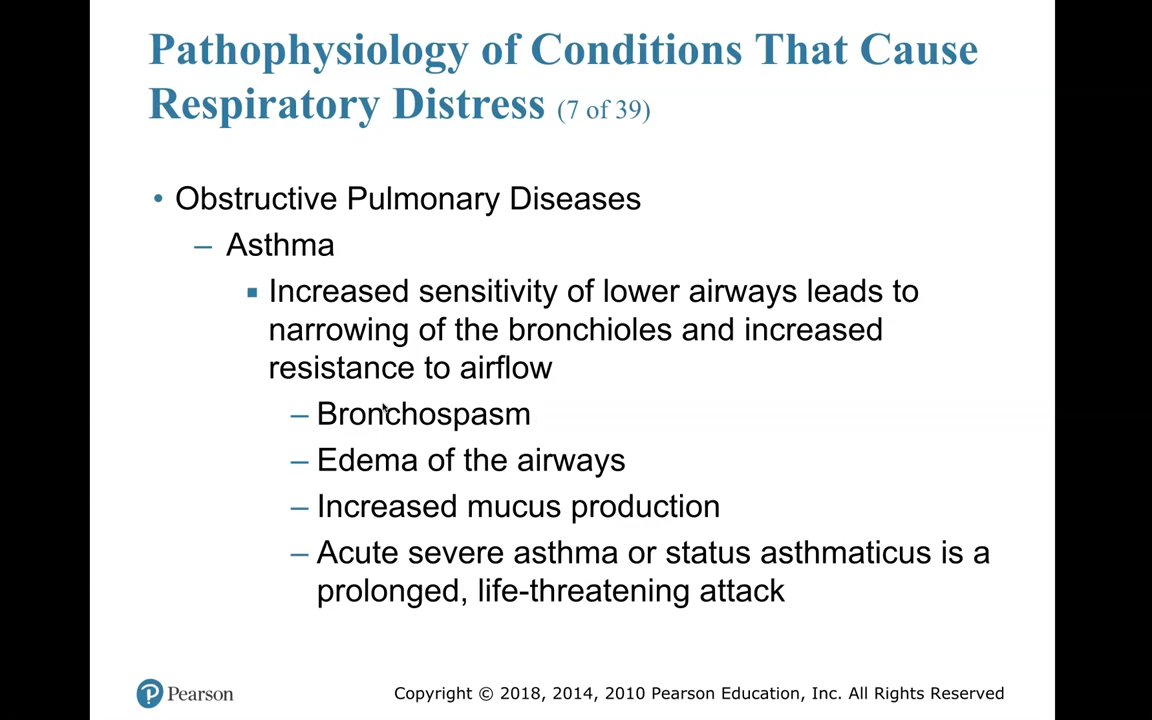 Pathophysiology of Conditions That Cause
Respiratory Distress (7 of 39)
• Obstructive Pulmonary Diseases
– Asthma
▪ Increased sensitivity of lower airways leads to
narrowing of the bronchioles and increased
resistance to airflow
– Bronchospasm
– Edema of the airways
– Increased mucus production
– Acute severe asthma or status asthmaticus is a
prolonged, life-threatening attack
Pearson
Copyright © 2018, 2014, 2010 Pearson Education, Inc. All Rights Reserved